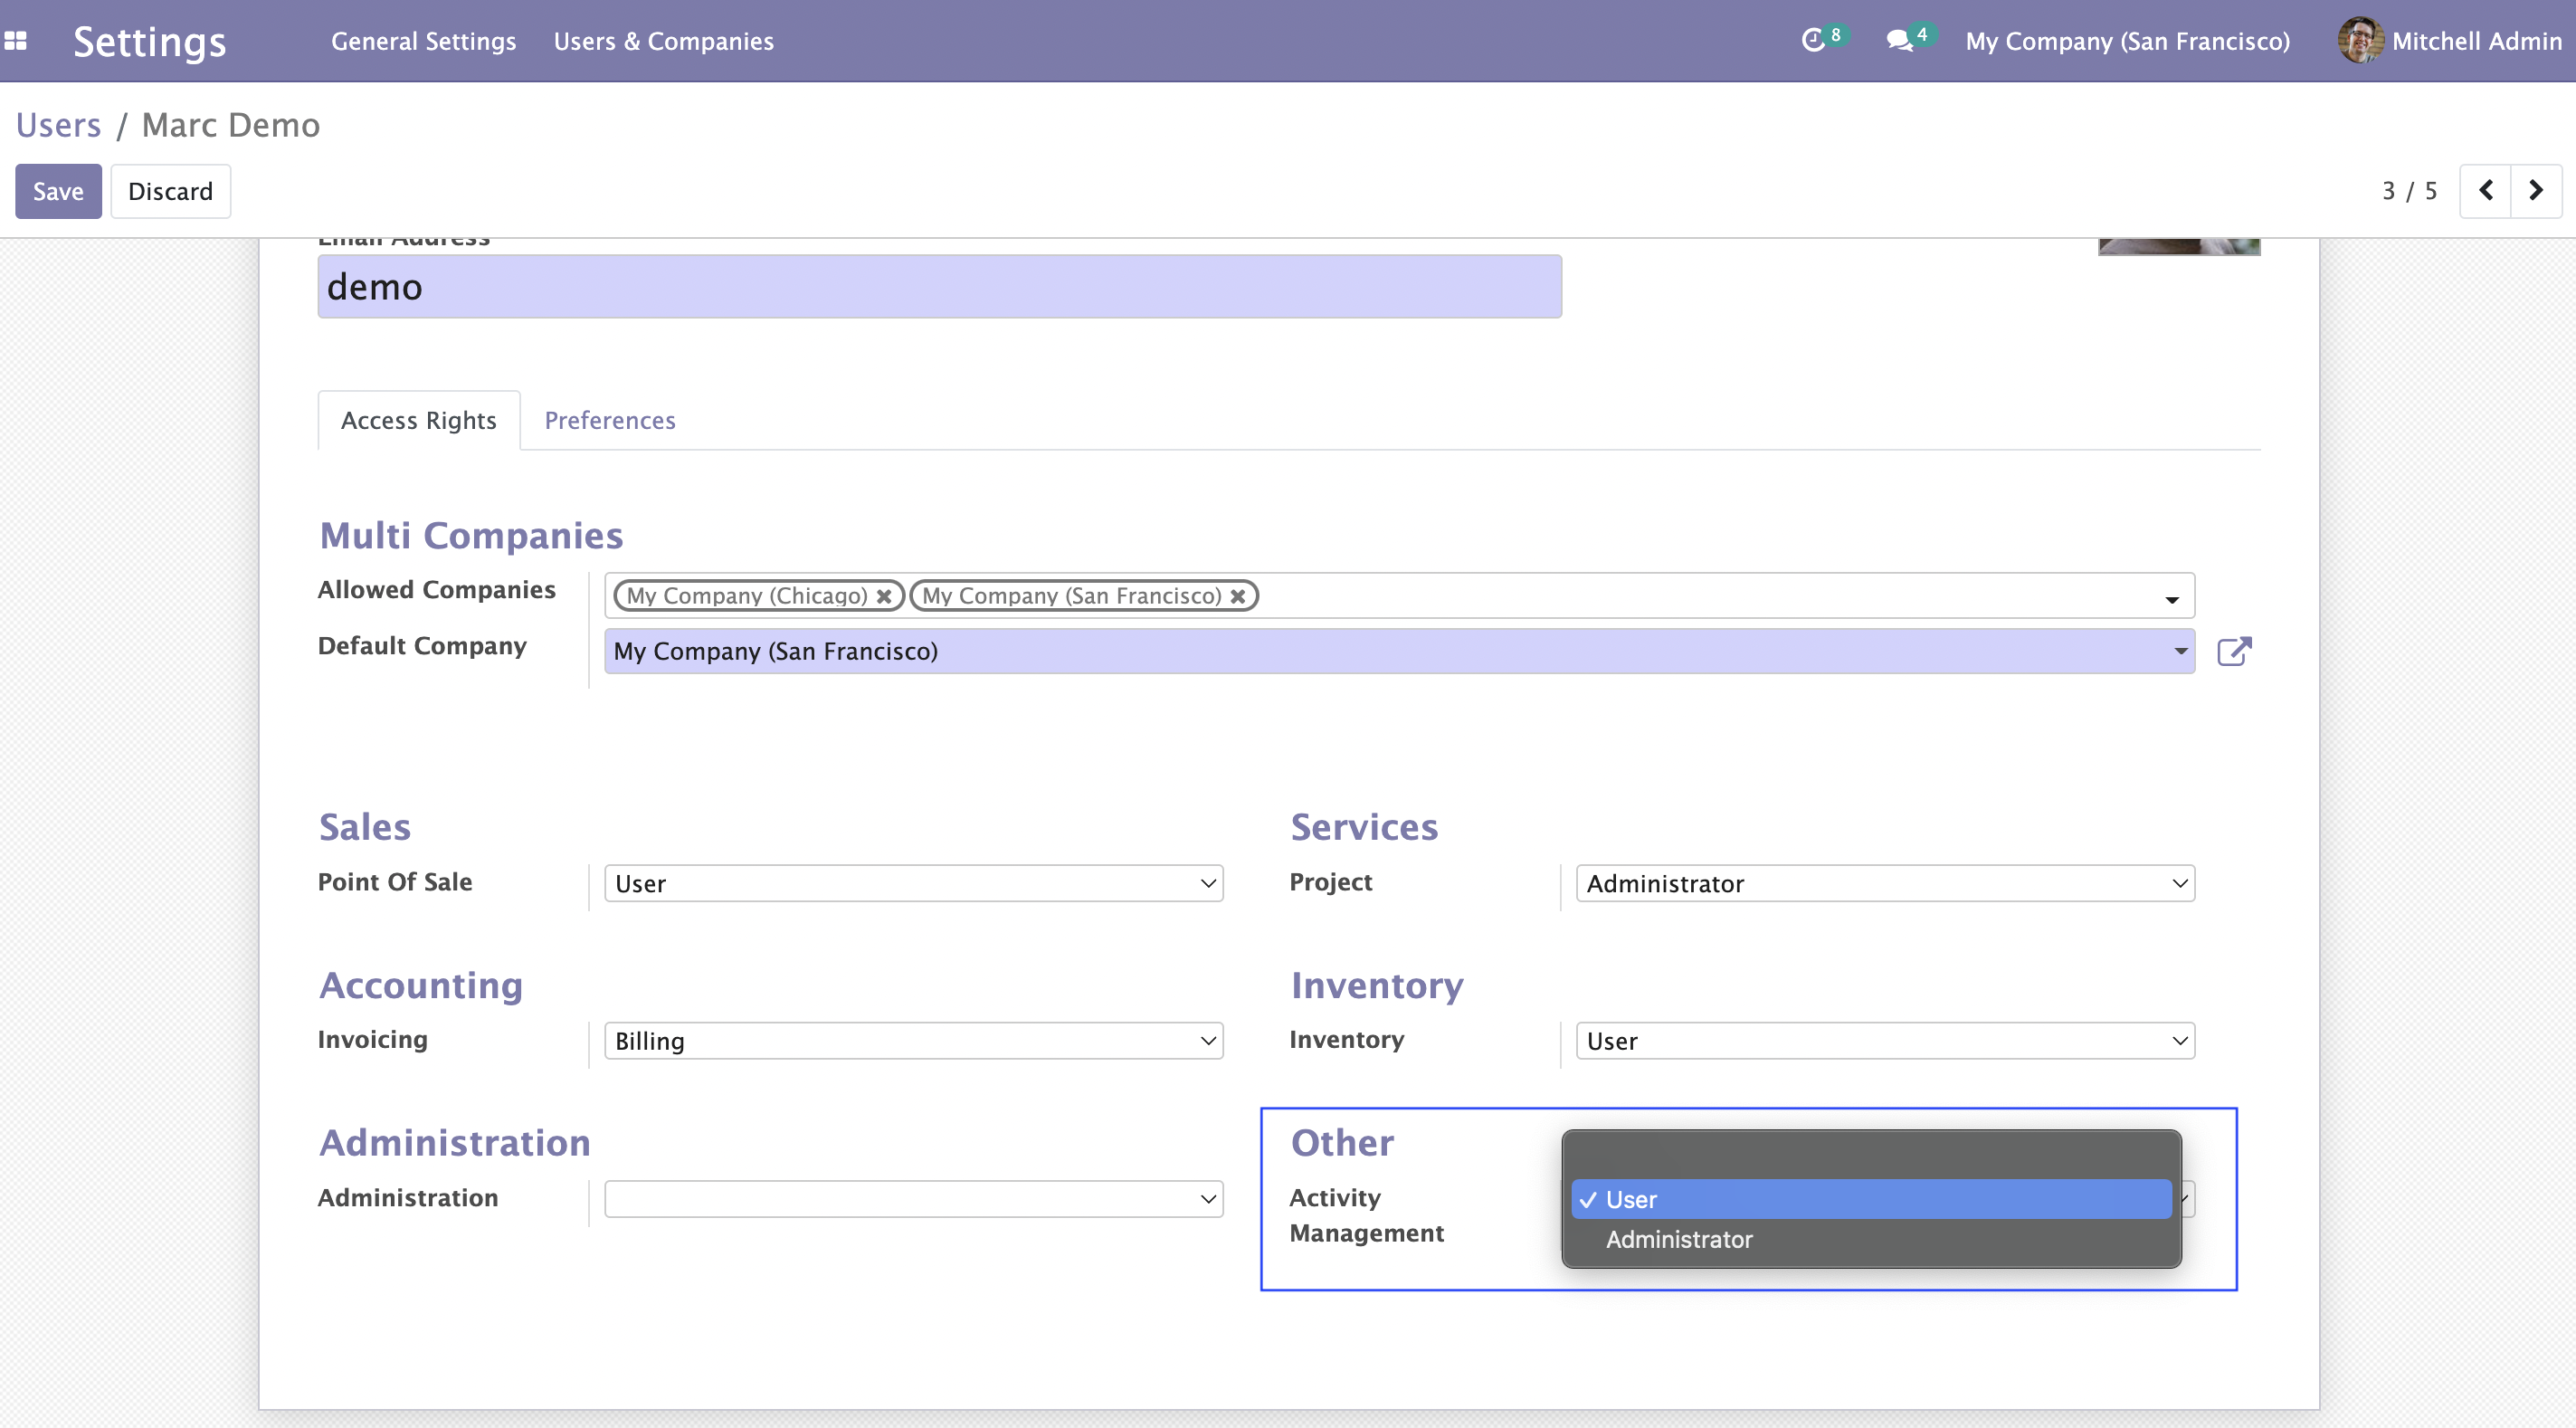 Settings General Settings Users & Companies 8 4 My Company (San Francisco) Mitchell Admin
Users / Marc Demo
Save Discard 3 / 5
Email Address
demo
Access Rights Preferences
Multi Companies
Allowed Companies My Company (Chicago) My Company (San Francisco)
Default Company My Company (San Francisco)
Sales Services
Point Of Sale User Project Administrator
Accounting Inventory
Invoicing Billing Inventory User
Administration Other
Administration Activity Management ✓ User
Administrator